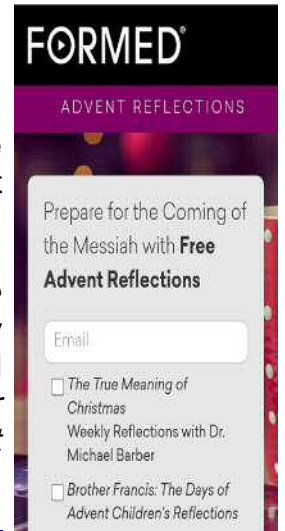 FORMED®
ADVENT REFLECTIONS
Prepare for the Coming of
the Messiah with Free
Advent Reflections
Email
The True Meaning of
Christmas
Weekly Reflections with Dr.
Michael Barber
Brother Francis: The Days of
Advent Children's Reflections